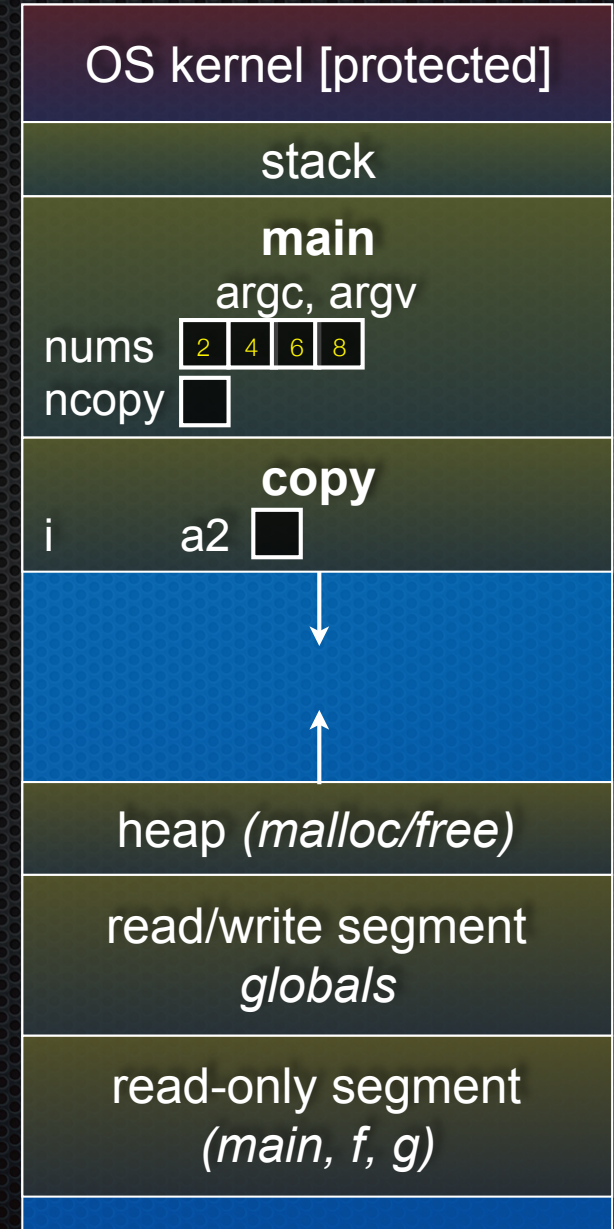 OS kernel [protected]
stack
main
argc, argv
nums 2 4 6 8
ncopy
copy
i a2
heap (malloc/free)
read/write segment
globals
read-only segment
(main, f, g)